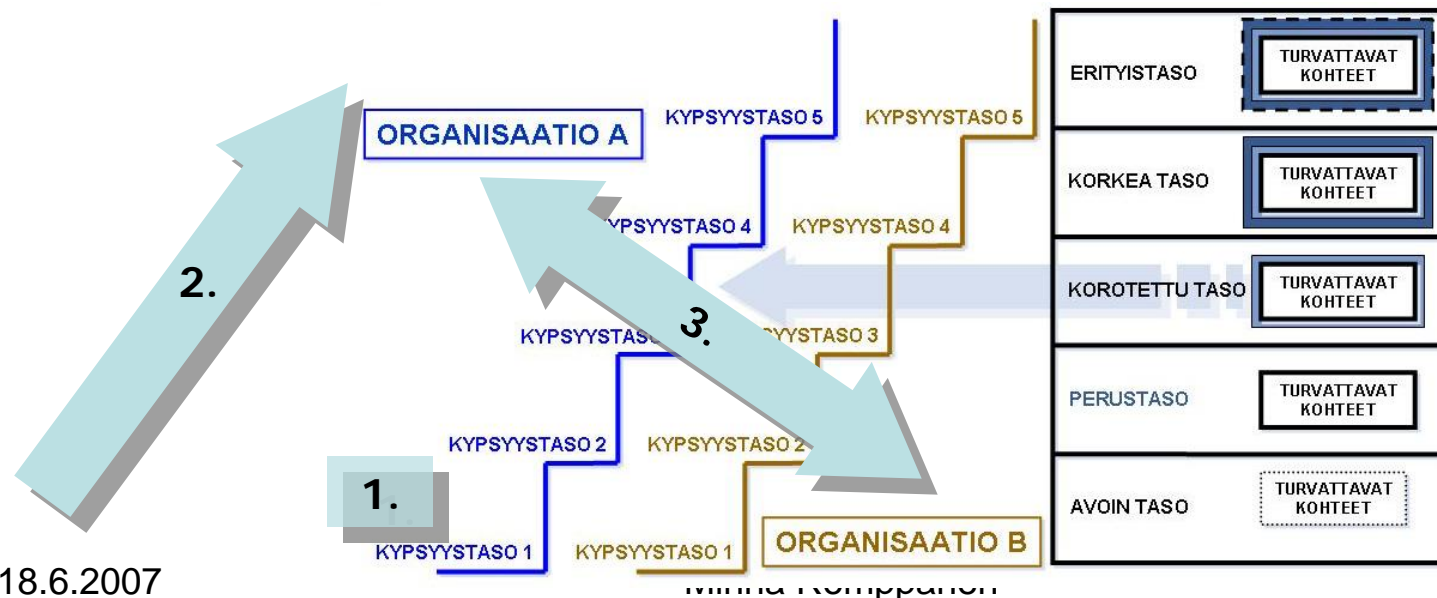 ORGANISAATIO A
KYPSYYSTASO 5
KYPSYYSTASO 5
KYPSYYSTASO 4
2.
3.
KYPSYYSTASO 2
KYPSYYSTASO 2
1.
KYPSYYSTASO 1
KYPSYYSTASO 1
ORGANISAATIO B
ERITYISTASO
TURVATTAVAT
KOHTEET
KORKEA TASO
TURVATTAVAT
KOHTEET
KOROTETTU TASO
TURVATTAVAT
KOHTEET
PERUSTASO
TURVATTAVAT
KOHTEET
AVOIN TASO
TURVATTAVAT
KOHTEET
18.6.2007